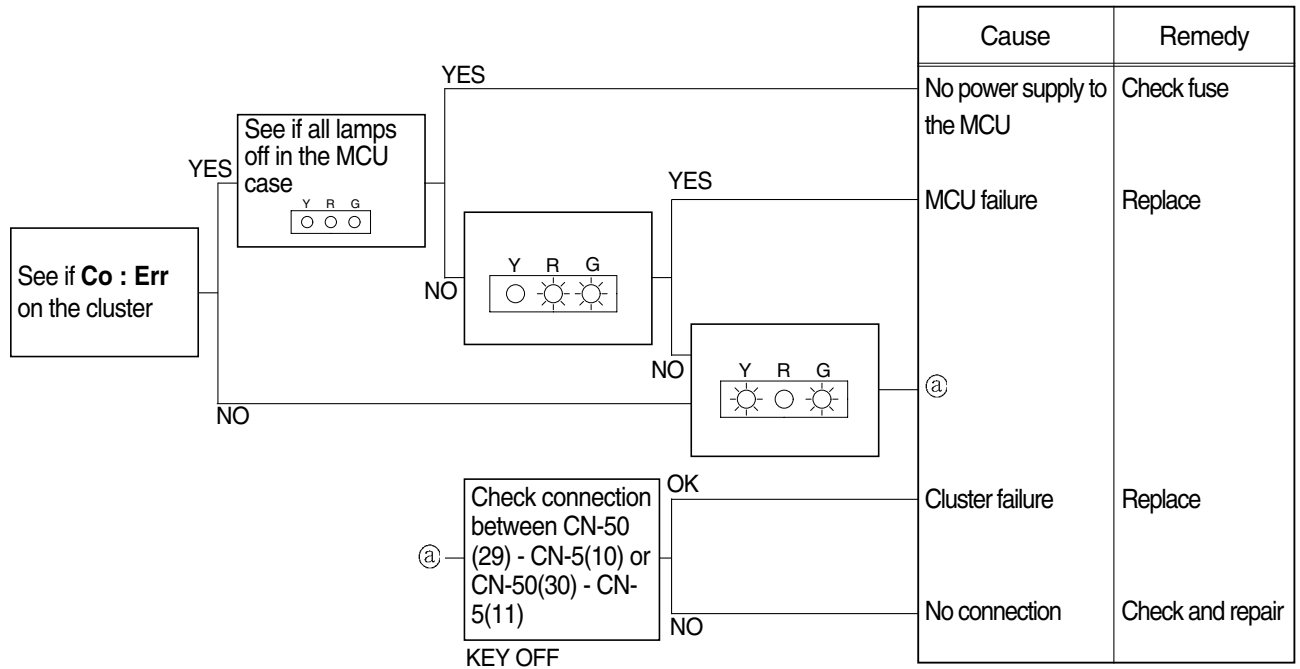 Cause
Remedy
YES
No power supply to
the MCU
Check fuse
See if all lamps
off in the MCU
case
Y R G
YES
YES
MCU failure
Replace
See if Co : Err
on the cluster
NO
Y R G
NO
Y R G
ⓐ
NO
Check connection
between CN-50
(29) - CN-5(10) or
CN-50(30) - CN-
5(11)
ⓐ
OK
Cluster failure
Replace
NO
No connection
Check and repair
KEY OFF